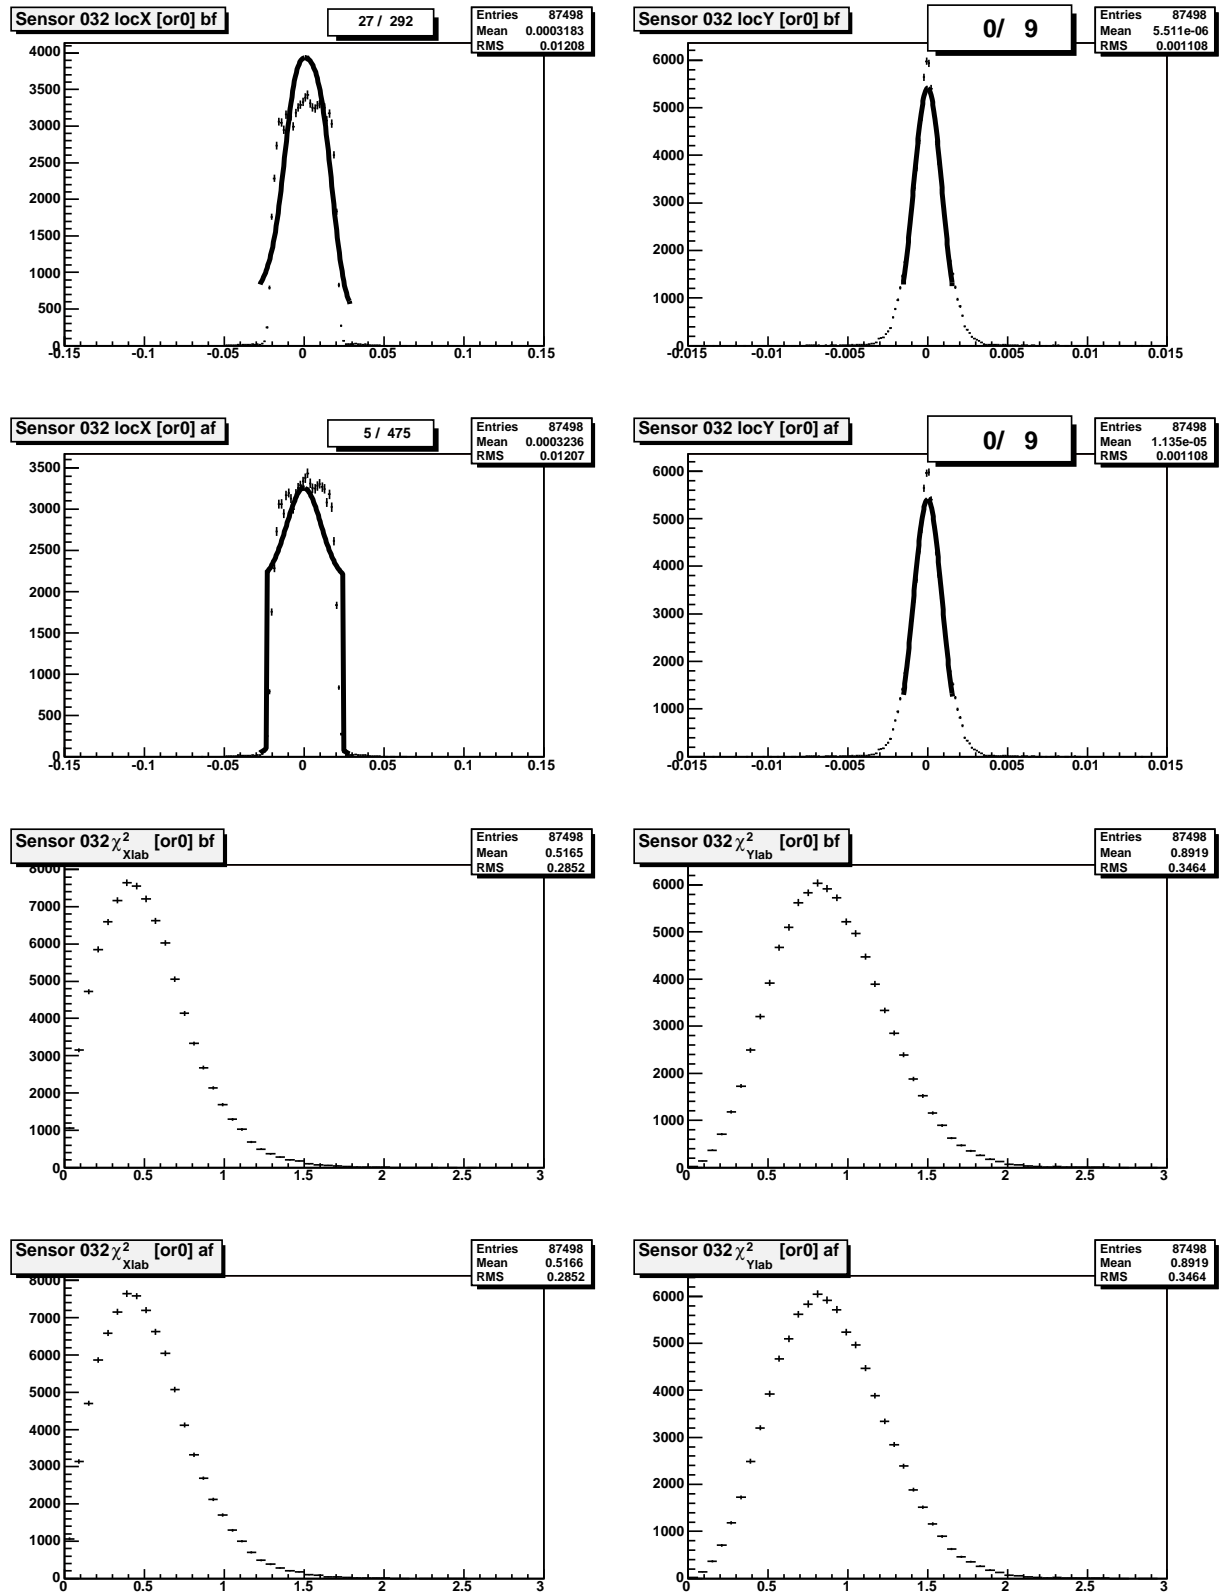 Sensor 032 locX [or0] bf
27 / 292
Entries 87498
Mean 0.0003183
RMS 0.01208
4000
3500
3000
2500
2000
1500
1000
500
0
-0.15 -0.1 -0.05 0 0.05 0.1 0.15
Sensor 032 locY [or0] bf
0/ 9
Entries 87498
Mean 5.511e-06
RMS 0.001108
6000
5000
4000
3000
2000
1000
0
-0.015 -0.01 -0.005 0 0.005 0.01 0.015
Sensor 032 locX [or0] af
5 / 475
Entries 87498
Mean 0.0003236
RMS 0.01207
3500
3000
2500
2000
1500
1000
500
0
-0.15 -0.1 -0.05 0 0.05 0.1 0.15
Sensor 032 locY [or0] af
0/ 9
Entries 87498
Mean 1.135e-05
RMS 0.001108
6000
5000
4000
3000
2000
1000
0
-0.015 -0.01 -0.005 0 0.005 0.01 0.015
Sensor 032 χ²Xlab [or0] bf
Entries 87498
Mean 0.5165
RMS 0.2852
8000
7000
6000
5000
4000
3000
2000
1000
0
0 0.5 1 1.5 2 2.5 3
Sensor 032 χ²Ylab [or0] bf
Entries 87498
Mean 0.8919
RMS 0.3464
6000
5000
4000
3000
2000
1000
0
0 0.5 1 1.5 2 2.5 3
Sensor 032 χ²Xlab [or0] af
Entries 87498
Mean 0.5166
RMS 0.2852
8000
7000
6000
5000
4000
3000
2000
1000
0
0 0.5 1 1.5 2 2.5 3
Sensor 032 χ²Ylab [or0] af
Entries 87498
Mean 0.8919
RMS 0.3464
6000
5000
4000
3000
2000
1000
0
0 0.5 1 1.5 2 2.5 3